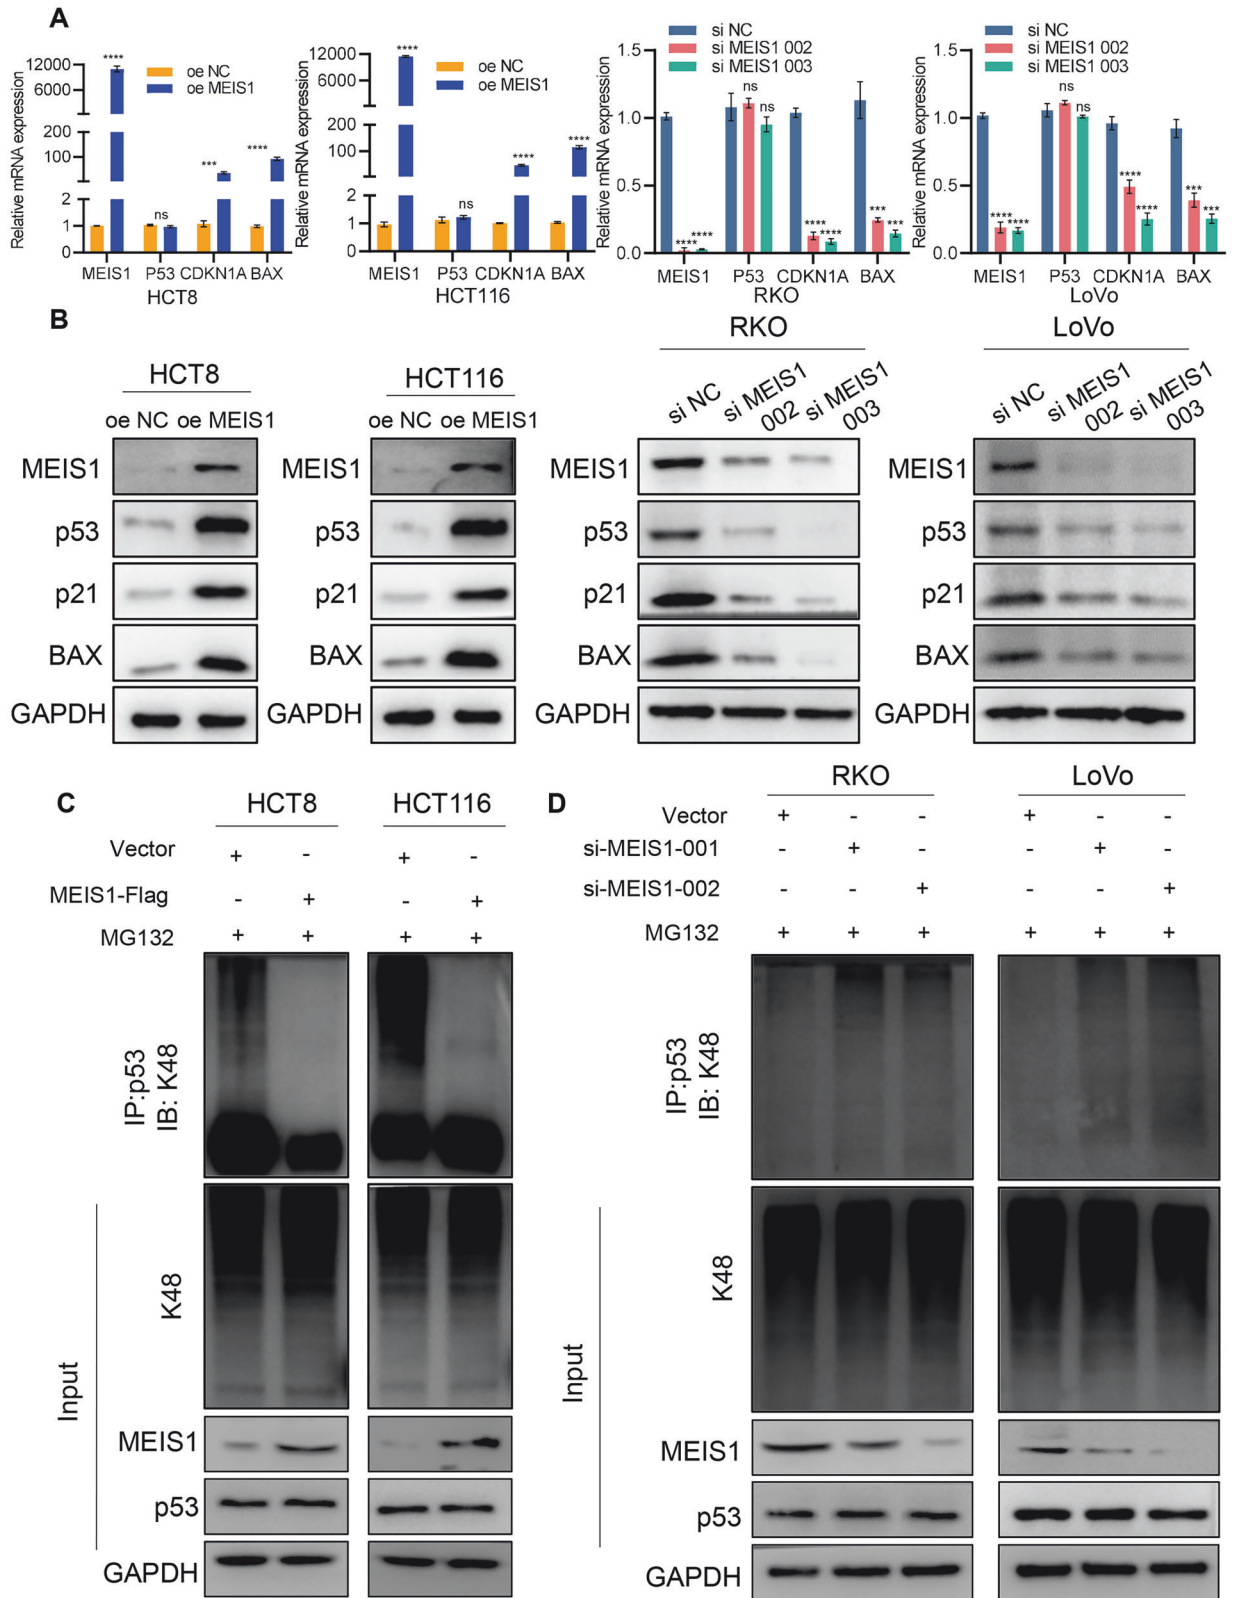 A
Relative mRNA expression
12000
6000
200
100
2
1
0
****
ns
***
****
oe NC
oe MEIS1
MEIS1 P53 CDKN1A BAX
HCT8
Relative mRNA expression
12000
6000
200
100
2
1
0
****
ns
****
****
oe NC
oe MEIS1
MEIS1 P53 CDKN1A BAX
HCT116
Relative mRNA expression
1.5
1.0
0.5
0.0
si NC
si MEIS1 002
si MEIS1 003
**** ****
ns ns
**** ****
*** ***
MEIS1 P53 CDKN1A BAX
RKO
Relative mRNA expression
1.5
1.0
0.5
0.0
si NC
si MEIS1 002
si MEIS1 003
**** ****
ns ns
**** ****
*** ***
MEIS1 P53 CDKN1A BAX
LoVo
B
HCT8
oe NC oe MEIS1
MEIS1
p53
p21
BAX
GAPDH
HCT116
oe NC oe MEIS1
MEIS1
p53
p21
BAX
GAPDH
RKO
si NC
si MEIS1
002
si MEIS1
003
MEIS1
p53
p21
BAX
GAPDH
LoVo
si NC
si MEIS1
002
si MEIS1
003
MEIS1
p53
p21
BAX
GAPDH
C
HCT8 HCT116
Vector + - + -
MEIS1-Flag - + - +
MG132 + + + +
IP:p53
IB: K48
Input
K48
MEIS1
p53
GAPDH
D
RKO LoVo
Vector + - - + - -
si-MEIS1-001 - + - - + -
si-MEIS1-002 - - + - - +
MG132 + + + + + +
IP:p53
IB: K48
Input
K48
MEIS1
p53
GAPDH